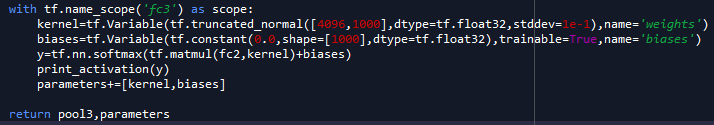 with tf.name_scope('fc3') as scope:
    kernel=tf.Variable(tf.truncated_normal([4096,1000],dtype=tf.float32,stddev=1e-1),name='weights')
    biases=tf.Variable(tf.constant(0.0,shape=[1000],dtype=tf.float32),trainable=True,name='biases')
    y=tf.nn.softmax(tf.matmul(fc2,kernel)+biases)
    print_activation(y)
    parameters+=[kernel,biases]
return pool3,parameters